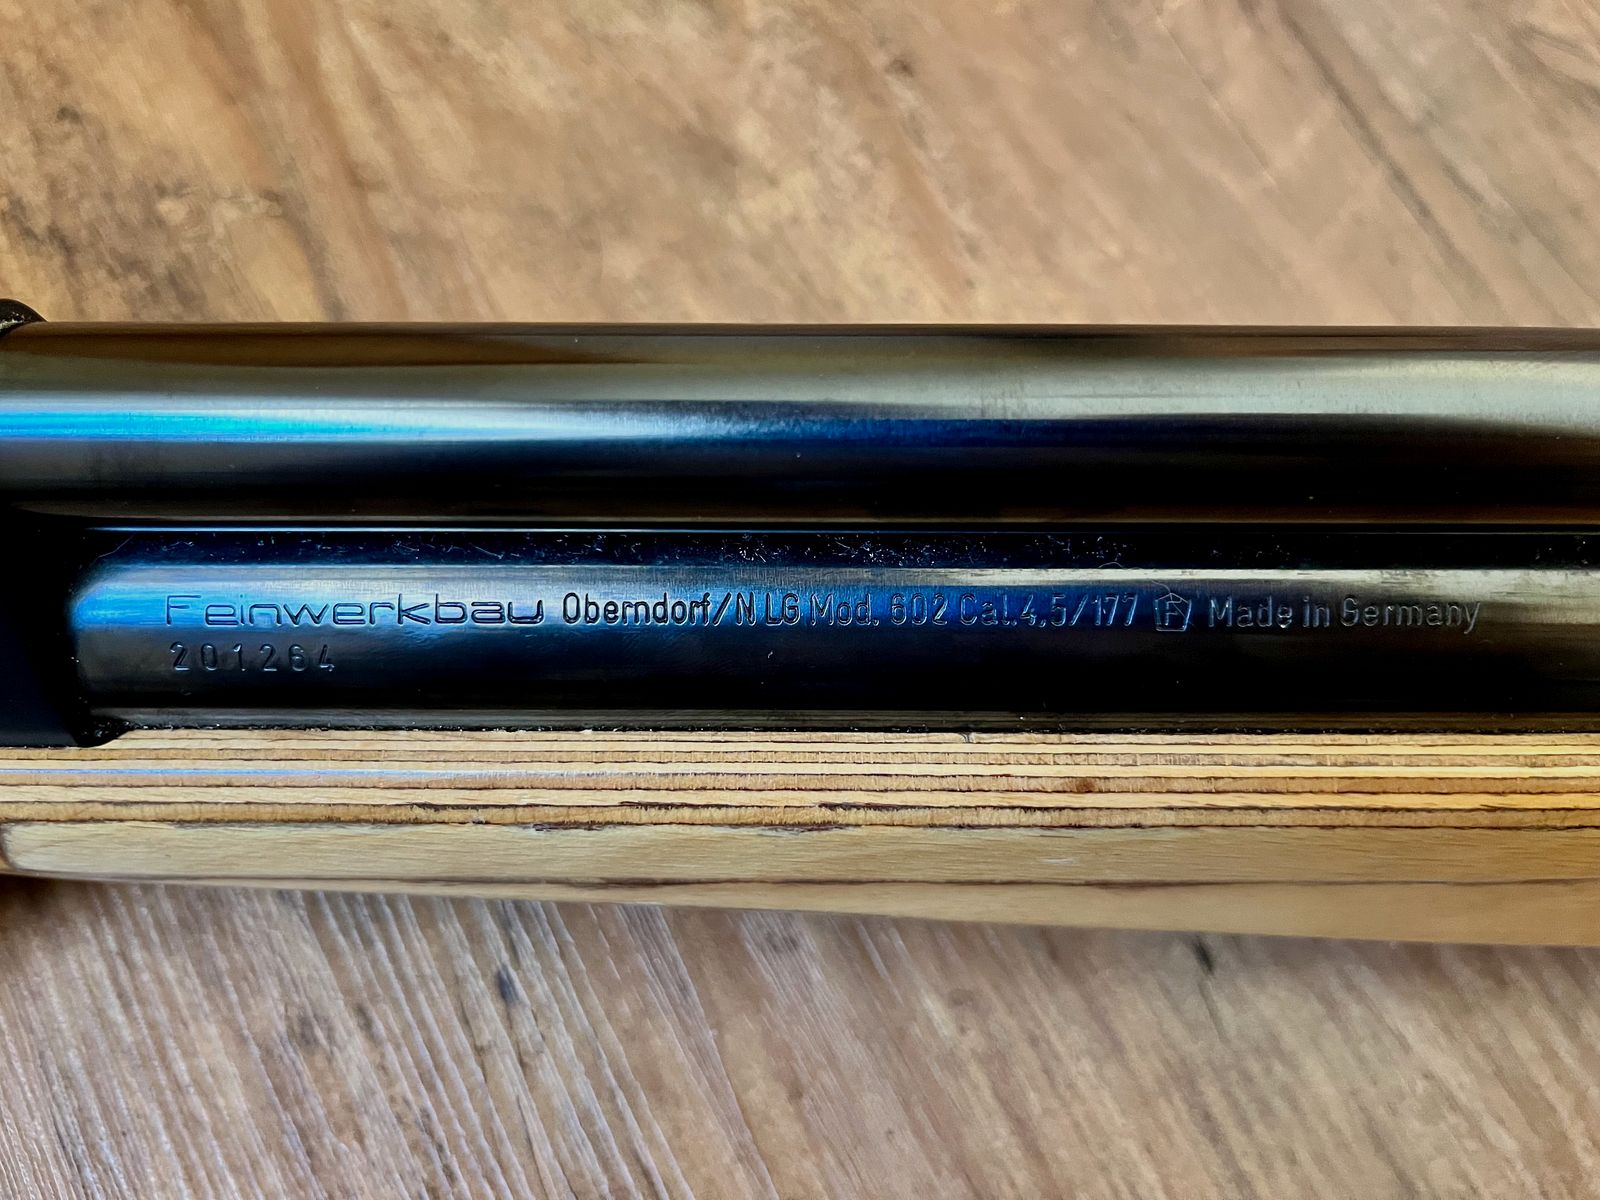 Feinwerkbau Oberndorf/N LG Mod. 602 Cal.4,5/177 F Made in Germany
201264